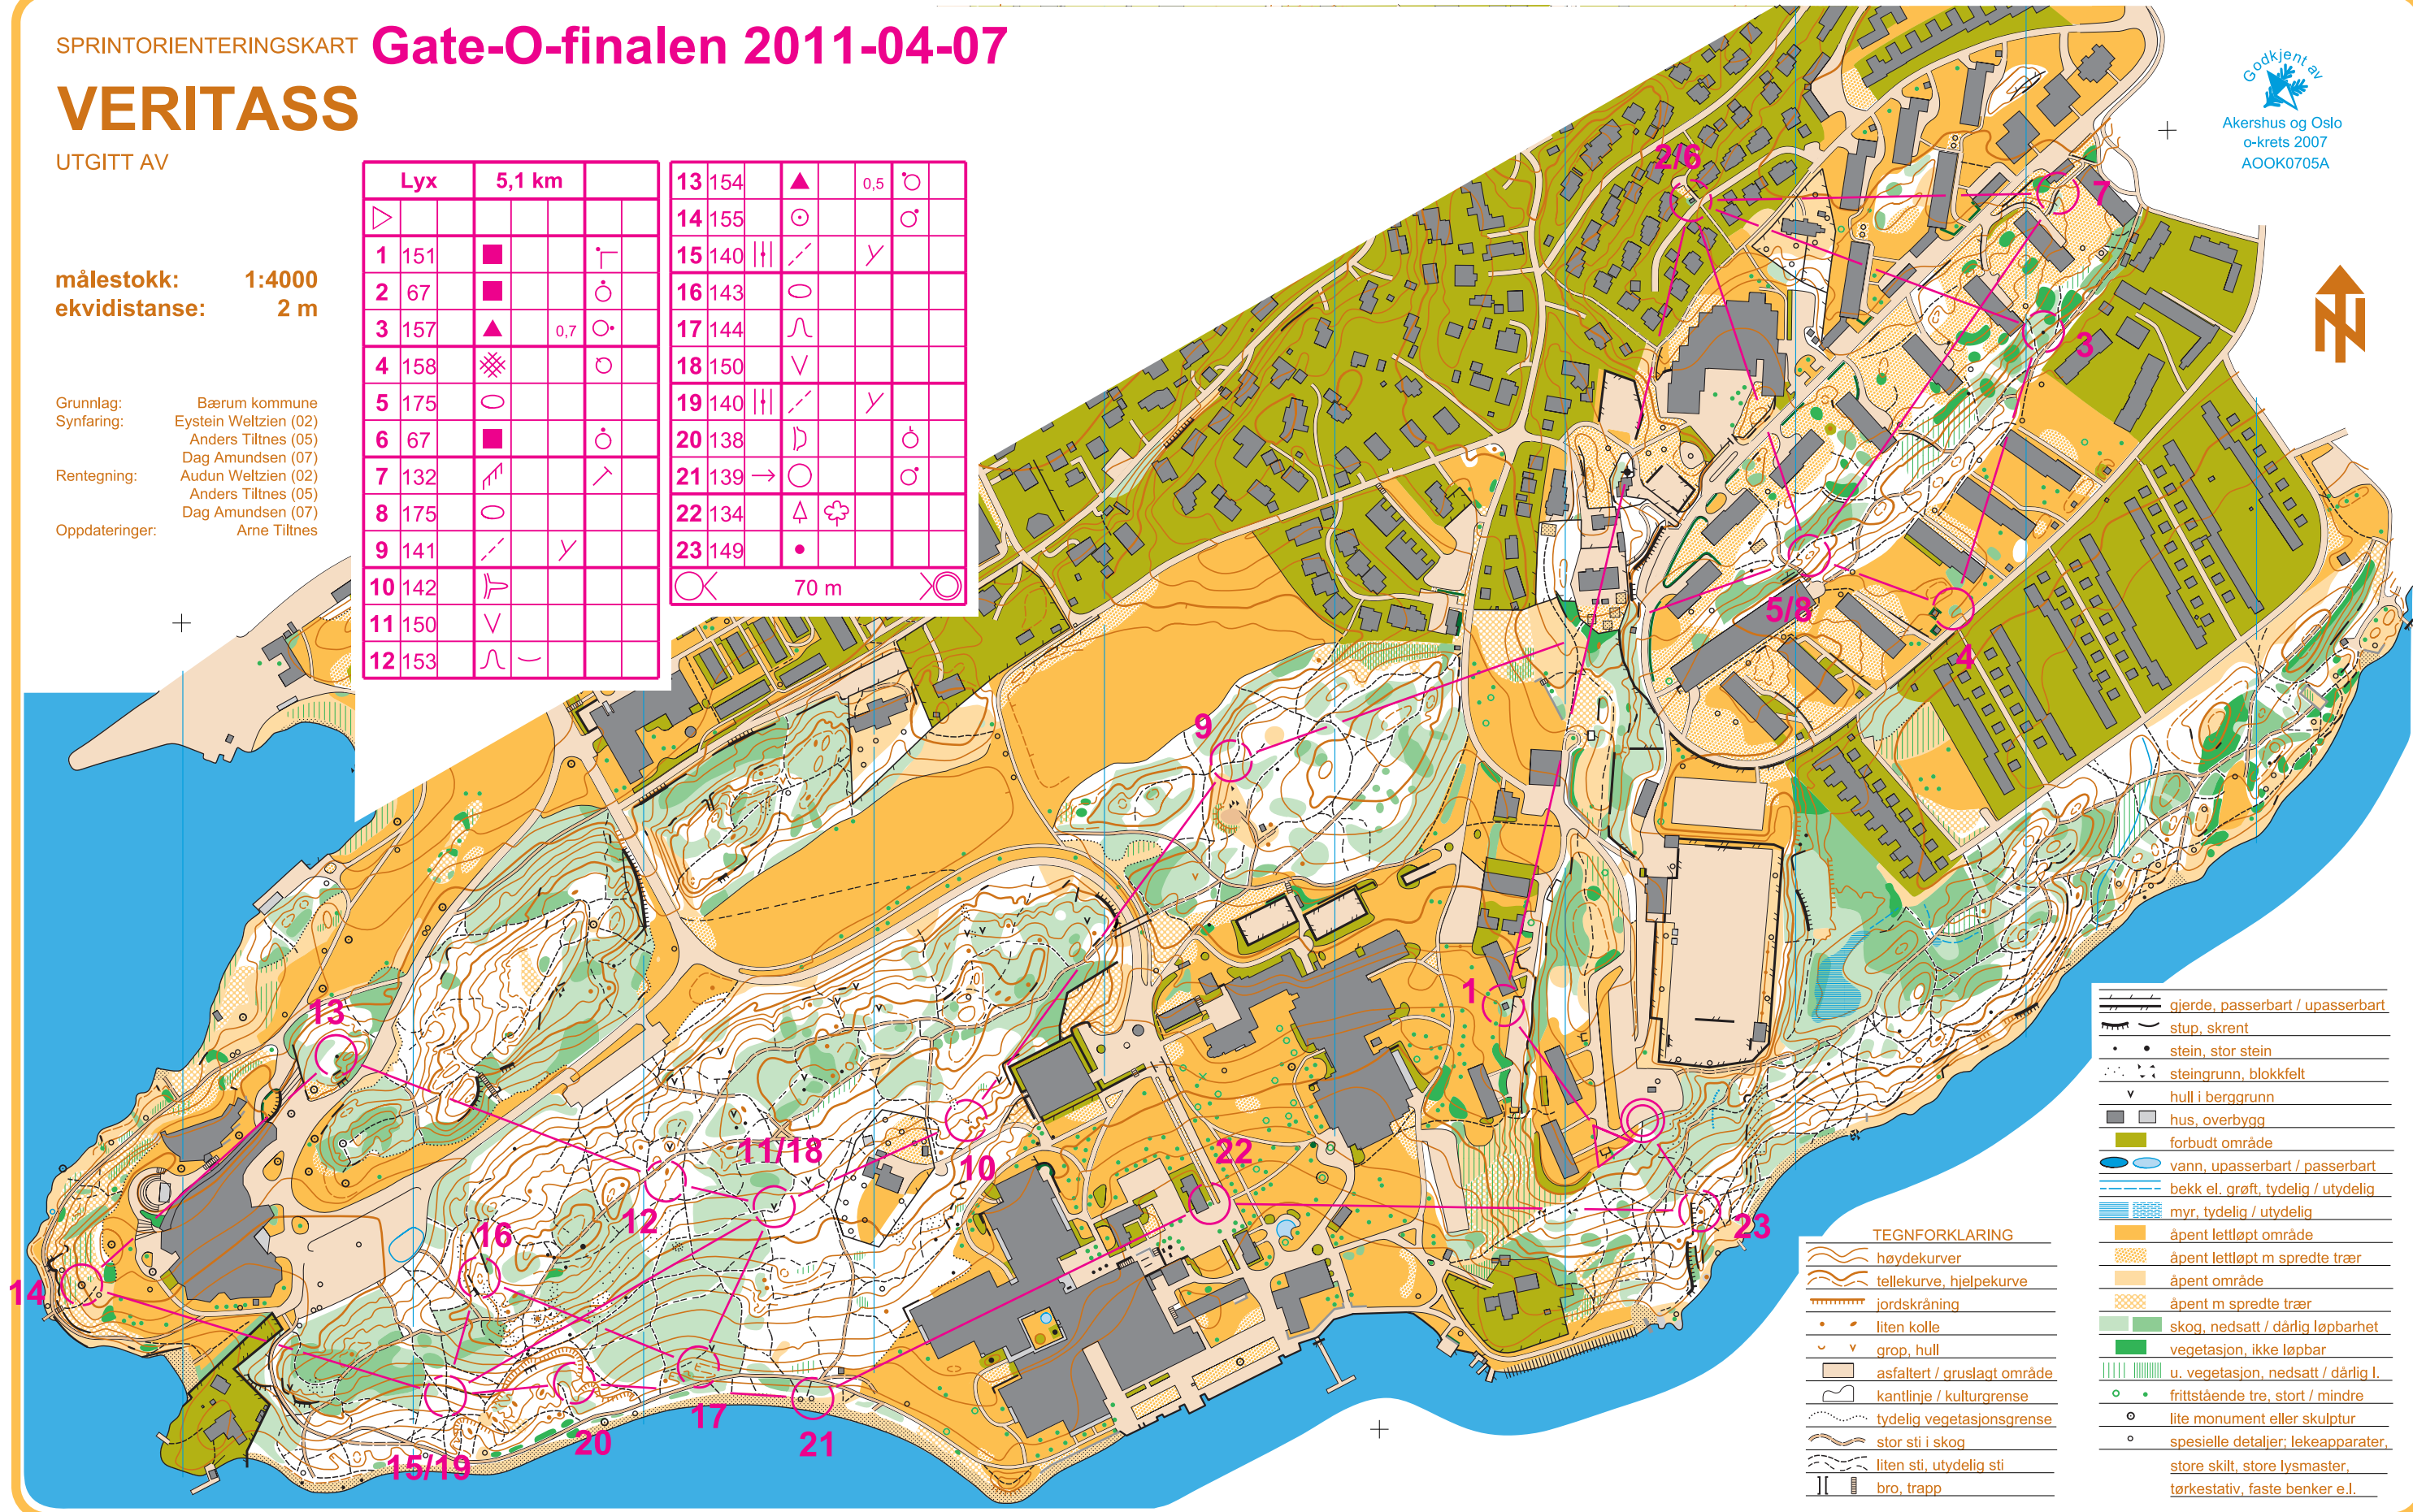 SPRINTORIENTERINGSKART Gate-O-finalen 2011-04-07
VERITASS
UTGITT AV
målestokk: 1:4000
ekvidistanse: 2 m
Grunnlag: Bærum kommune
Synfaring: Eystein Weltzien (02)
Anders Tiltnes (05)
Dag Amundsen (07)
Rentegning: Audun Weltzien (02)
Anders Tiltnes (05)
Dag Amundsen (07)
Oppdateringer: Arne Tiltnes
Lyx 5,1 km
1 151
2 67
3 157 0,7
4 158
5 175
6 67
7 132
8 175
9 141
10 142
11 150
12 153
13 154 0,5
14 155
15 140
16 143
17 144
18 150
19 140
20 138
21 139
22 134
23 149
70 m
Godkjent av
Akershus og Oslo
o-krets 2007
AOOK0705A
N
2/6
7
3
5/8
4
9
1
13
22
11/18
10
12
16
23
14
17
20
21
15/19
TEGNFORKLARING
høydekurver
tellekurve, hjelpekurve
jordskråning
liten kolle
grop, hull
asfaltert / gruslagt område
kantlinje / kulturgrense
tydelig vegetasjonsgrense
stor sti i skog
liten sti, utydelig sti
bro, trapp
gjerde, passerbart / upasserbart
stup, skrent
stein, stor stein
steingrunn, blokkfelt
hull i berggrunn
hus, overbygg
forbudt område
vann, upasserbart / passerbart
bekk el. grøft, tydelig / utydelig
myr, tydelig / utydelig
åpent lettløpt område
åpent lettløpt m spredte trær
åpent område
åpent m spredte trær
skog, nedsatt / dårlig løpbarhet
vegetasjon, ikke løpbar
u. vegetasjon, nedsatt / dårlig l.
frittstående tre, stort / mindre
lite monument eller skulptur
spesielle detaljer; lekeapparater,
store skilt, store lysmaster,
tørkestativ, faste benker e.l.